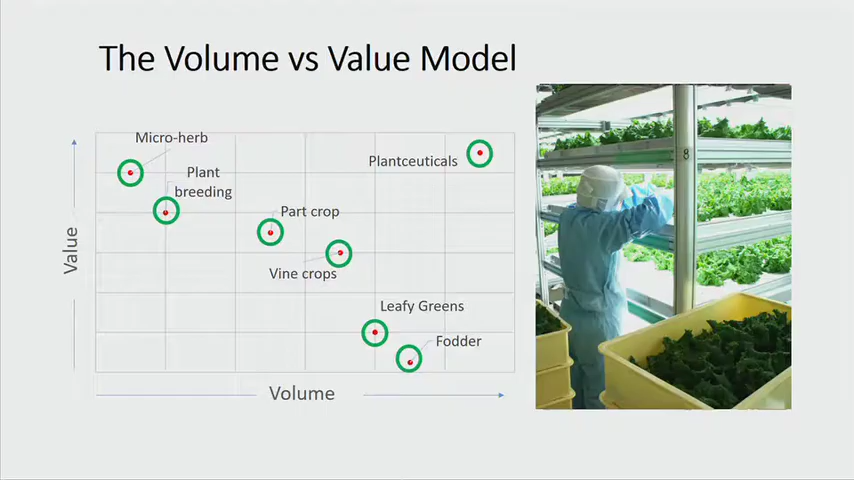 The Volume vs Value Model
Micro-herb
Plantceuticals
Plant
breeding
Part crop
Value
Vine crops
Leafy Greens
Fodder
Volume
8